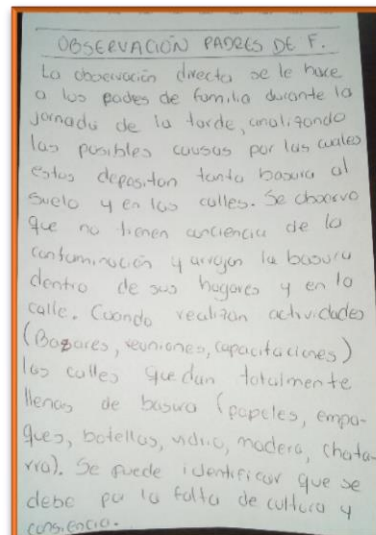 OBSERVACIÓN PADRES DE F.
La observación directa se le hace
a los padres de familia durante la
jornada de la tarde, analizando
las posibles causas por las cuales
estos depositan tanta basura al
suelo y en las calles. Se observo
que no tienen conciencia de la
contaminación y arrojan la basura
dentro de sus hogares y en la
calle. Cuando realizan actividades
(Bazares, reuniones, capacitaciones)
las calles quedan totalmente
llenas de basura (papeles, empa-
ques, botellas, vidrio, madera, chata-
rra). Se puede identificar que se
debe por la falta de cultura y
consiencia.